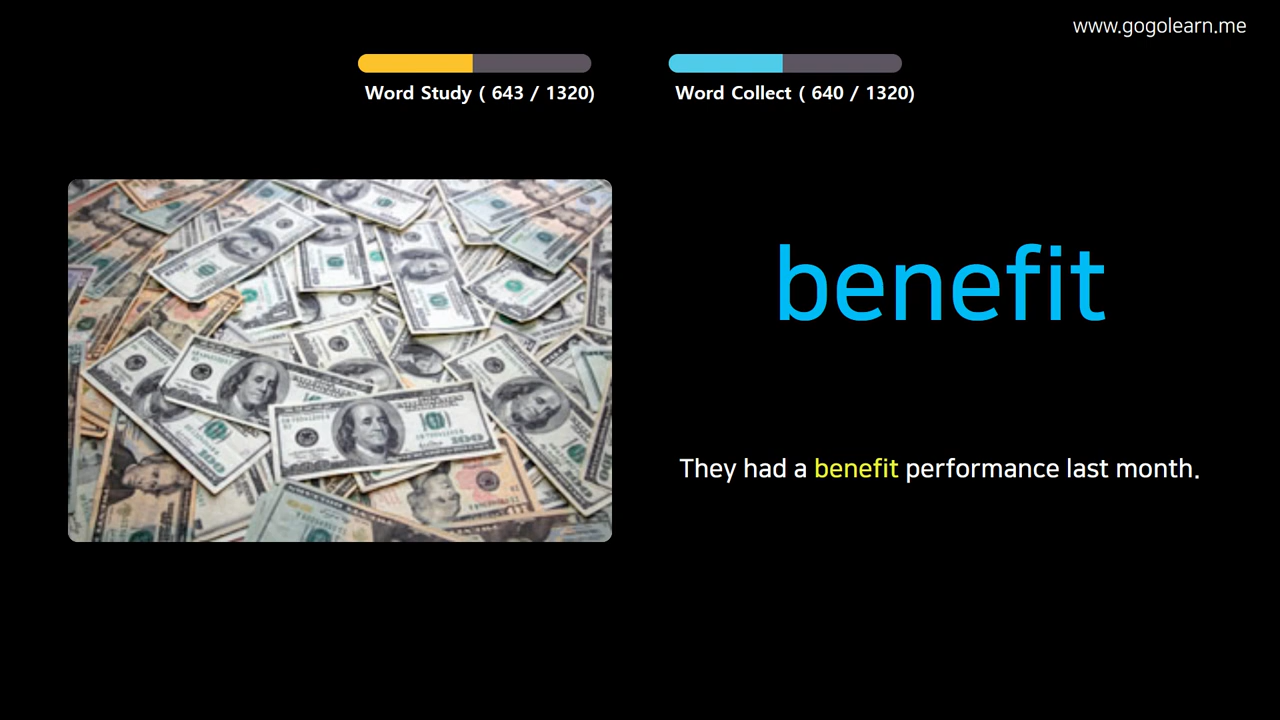 www.gogolearn.me
Word Study ( 643 / 1320)
Word Collect ( 640 / 1320)
benefit
They had a benefit performance last month.